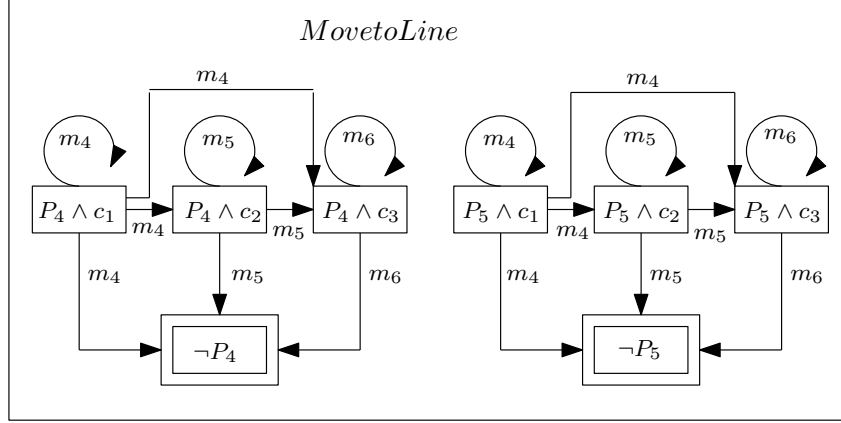 MovetoLine
m₄ m₄
m₄ m₅ m₆ m₄ m₅ m₆
P₄ ∧ c₁ P₄ ∧ c₂ P₄ ∧ c₃ P₅ ∧ c₁ P₅ ∧ c₂ P₅ ∧ c₃
m₄ m₅ m₄ m₅
m₄ m₅ m₆ m₄ m₅ m₆
¬P₄ ¬P₅